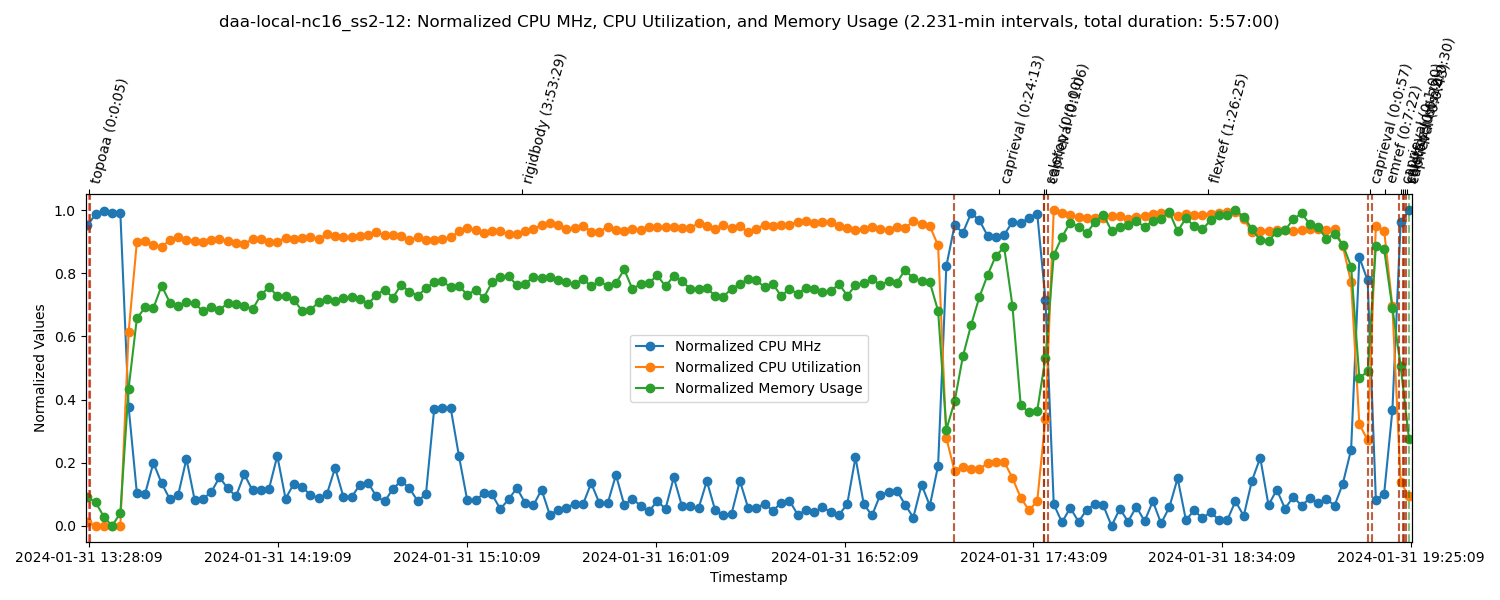 daa-local-nc16_ss2-12: Normalized CPU MHz, CPU Utilization, and Memory Usage (2.231-min intervals, total duration: 5:57:00)
topoaa (0:0:05)
rigidbody (3:53:29)
caprieval (0:24:13)
caprieval (0:1:06)
flexref (1:26:25)
caprieval (0:0:57)
emref (0:7:22)
1.0
0.8
0.6
0.4
0.2
0.0
Normalized Values
Normalized CPU MHz
Normalized CPU Utilization
Normalized Memory Usage
2024-01-31 13:28:09
2024-01-31 14:19:09
2024-01-31 15:10:09
2024-01-31 16:01:09
2024-01-31 16:52:09
2024-01-31 17:43:09
2024-01-31 18:34:09
2024-01-31 19:25:09
Timestamp